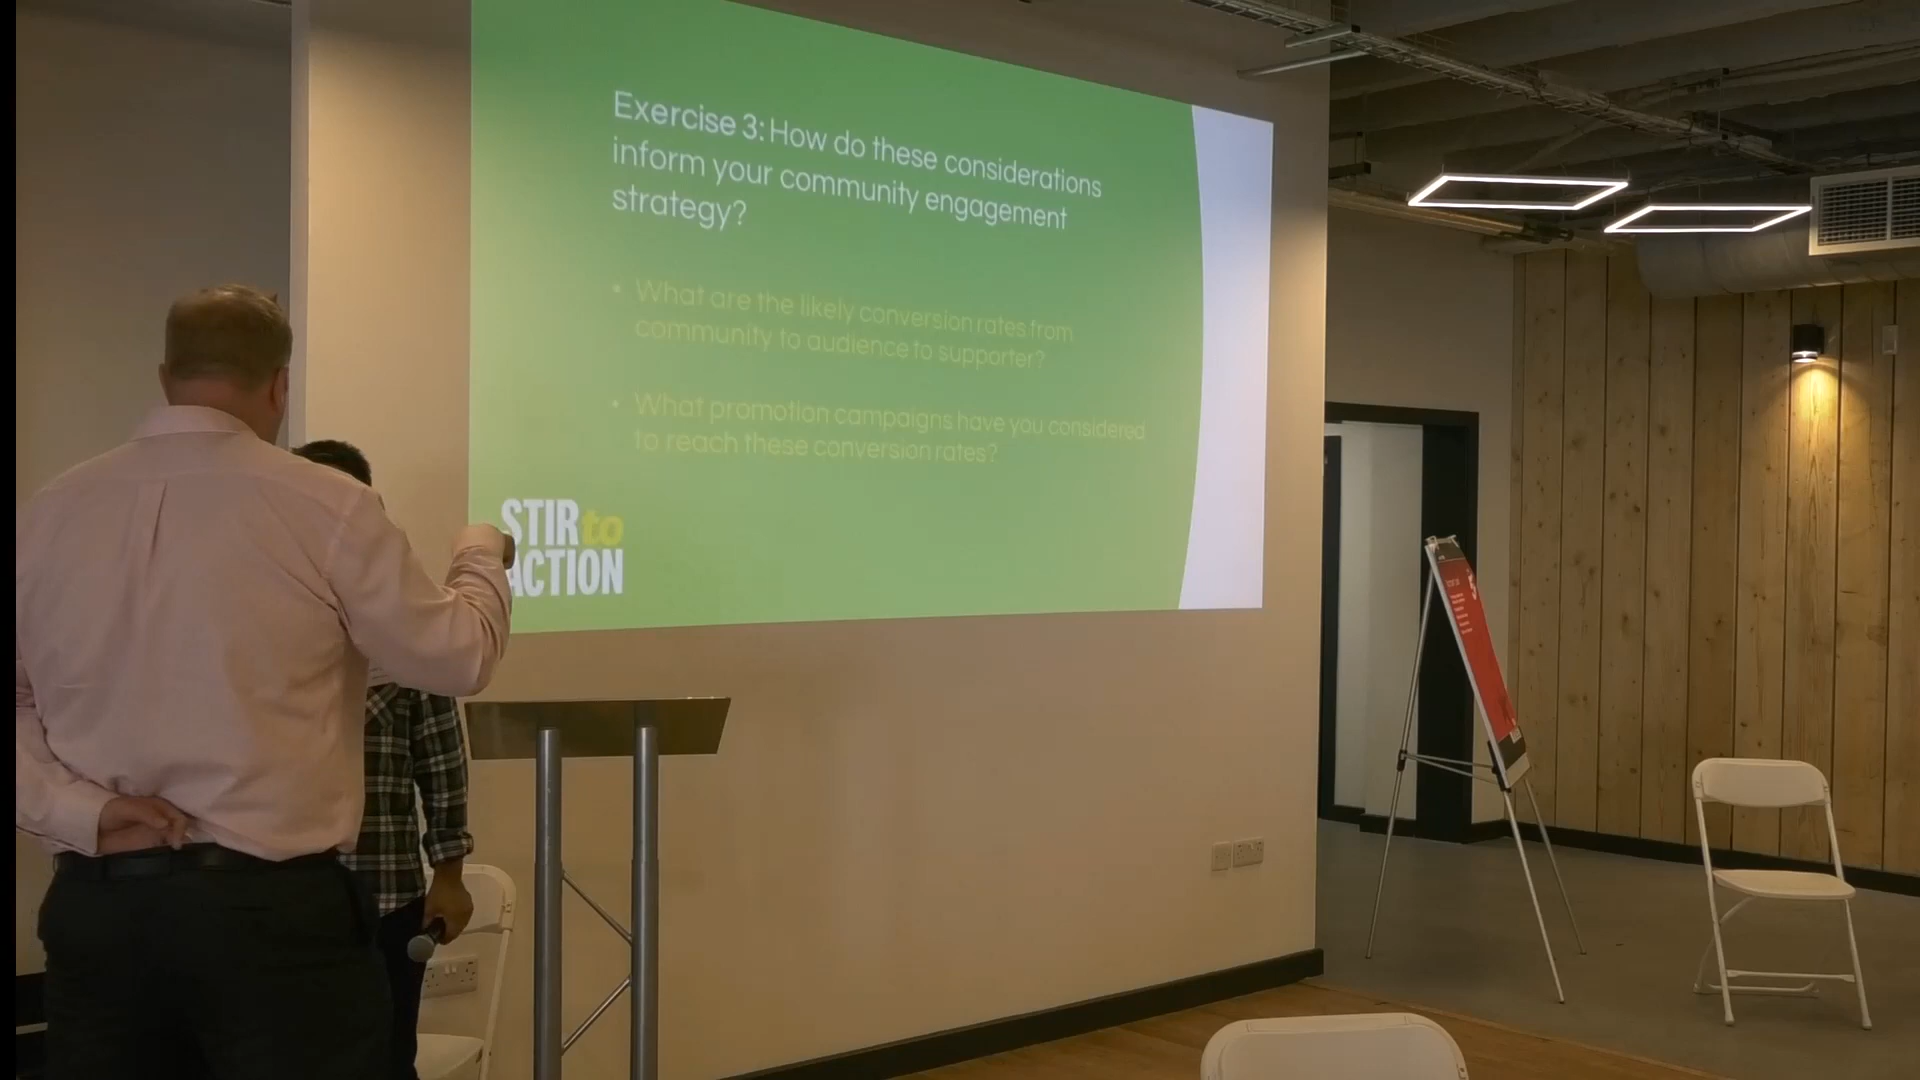 Exercise 3: How do these considerations
inform your community engagement
strategy?
• What are the likely conversion rates from
community to audience to supporter?
• What promotion campaigns have you considered
to reach these conversion rates?
STIR to
ACTION